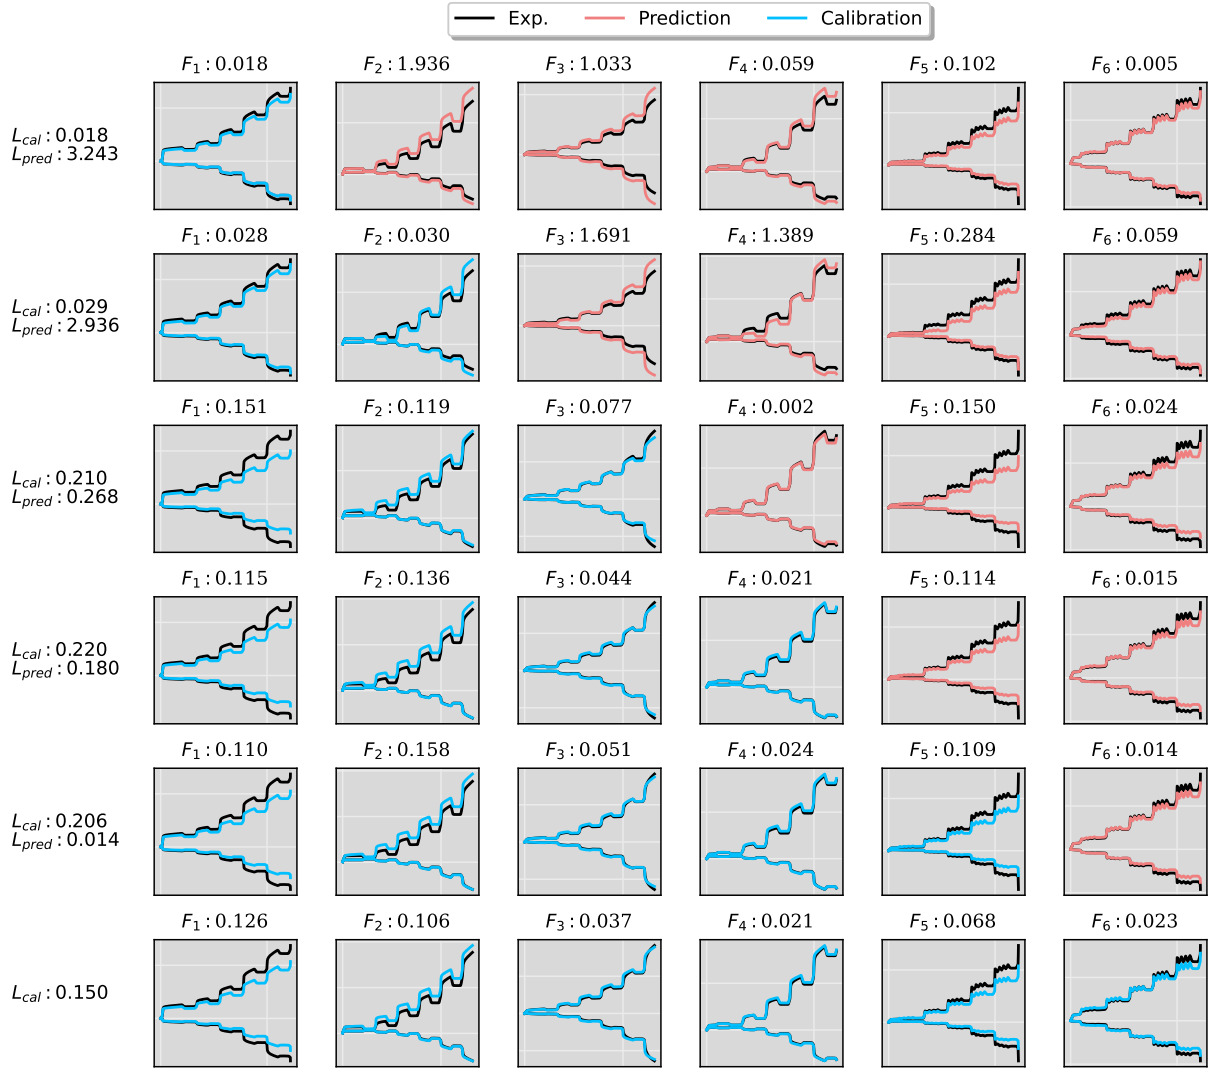 Exp. Prediction Calibration
F1 : 0.018 F2 : 1.936 F3 : 1.033 F4 : 0.059 F5 : 0.102 F6 : 0.005
Lcal : 0.018
Lpred : 3.243
F1 : 0.028 F2 : 0.030 F3 : 1.691 F4 : 1.389 F5 : 0.284 F6 : 0.059
Lcal : 0.029
Lpred : 2.936
F1 : 0.151 F2 : 0.119 F3 : 0.077 F4 : 0.002 F5 : 0.150 F6 : 0.024
Lcal : 0.210
Lpred : 0.268
F1 : 0.115 F2 : 0.136 F3 : 0.044 F4 : 0.021 F5 : 0.114 F6 : 0.015
Lcal : 0.220
Lpred : 0.180
F1 : 0.110 F2 : 0.158 F3 : 0.051 F4 : 0.024 F5 : 0.109 F6 : 0.014
Lcal : 0.206
Lpred : 0.014
F1 : 0.126 F2 : 0.106 F3 : 0.037 F4 : 0.021 F5 : 0.068 F6 : 0.023
Lcal : 0.150